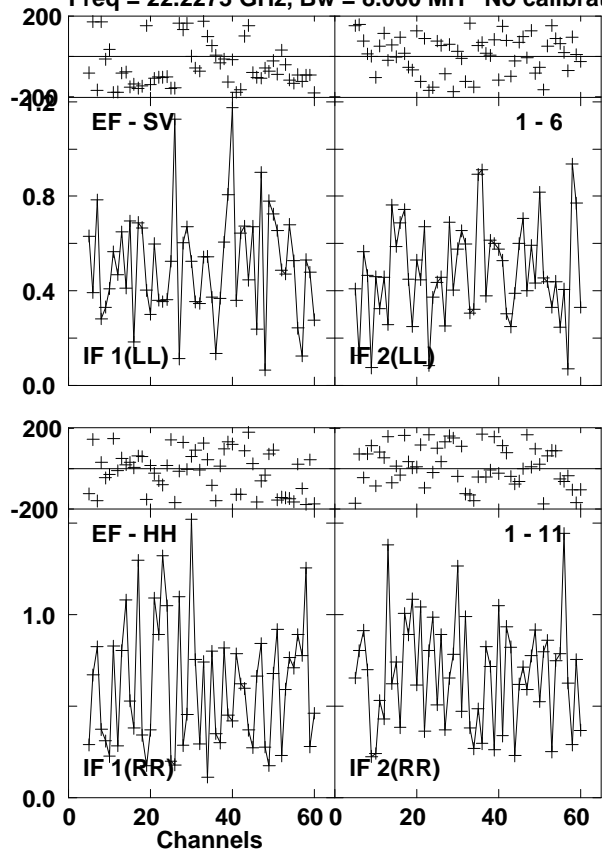 Freq = 22.2273 GHz, Bw = 8.000 MH No calibrat
200
-200
1.2
EF - SV
1 - 6
0.8
0.4
IF 1(LL)
IF 2(LL)
0.0
200
-200
EF - HH
1 - 11
1.0
IF 1(RR)
IF 2(RR)
0.0
0 20 40 60 0 20 40 60
Channels